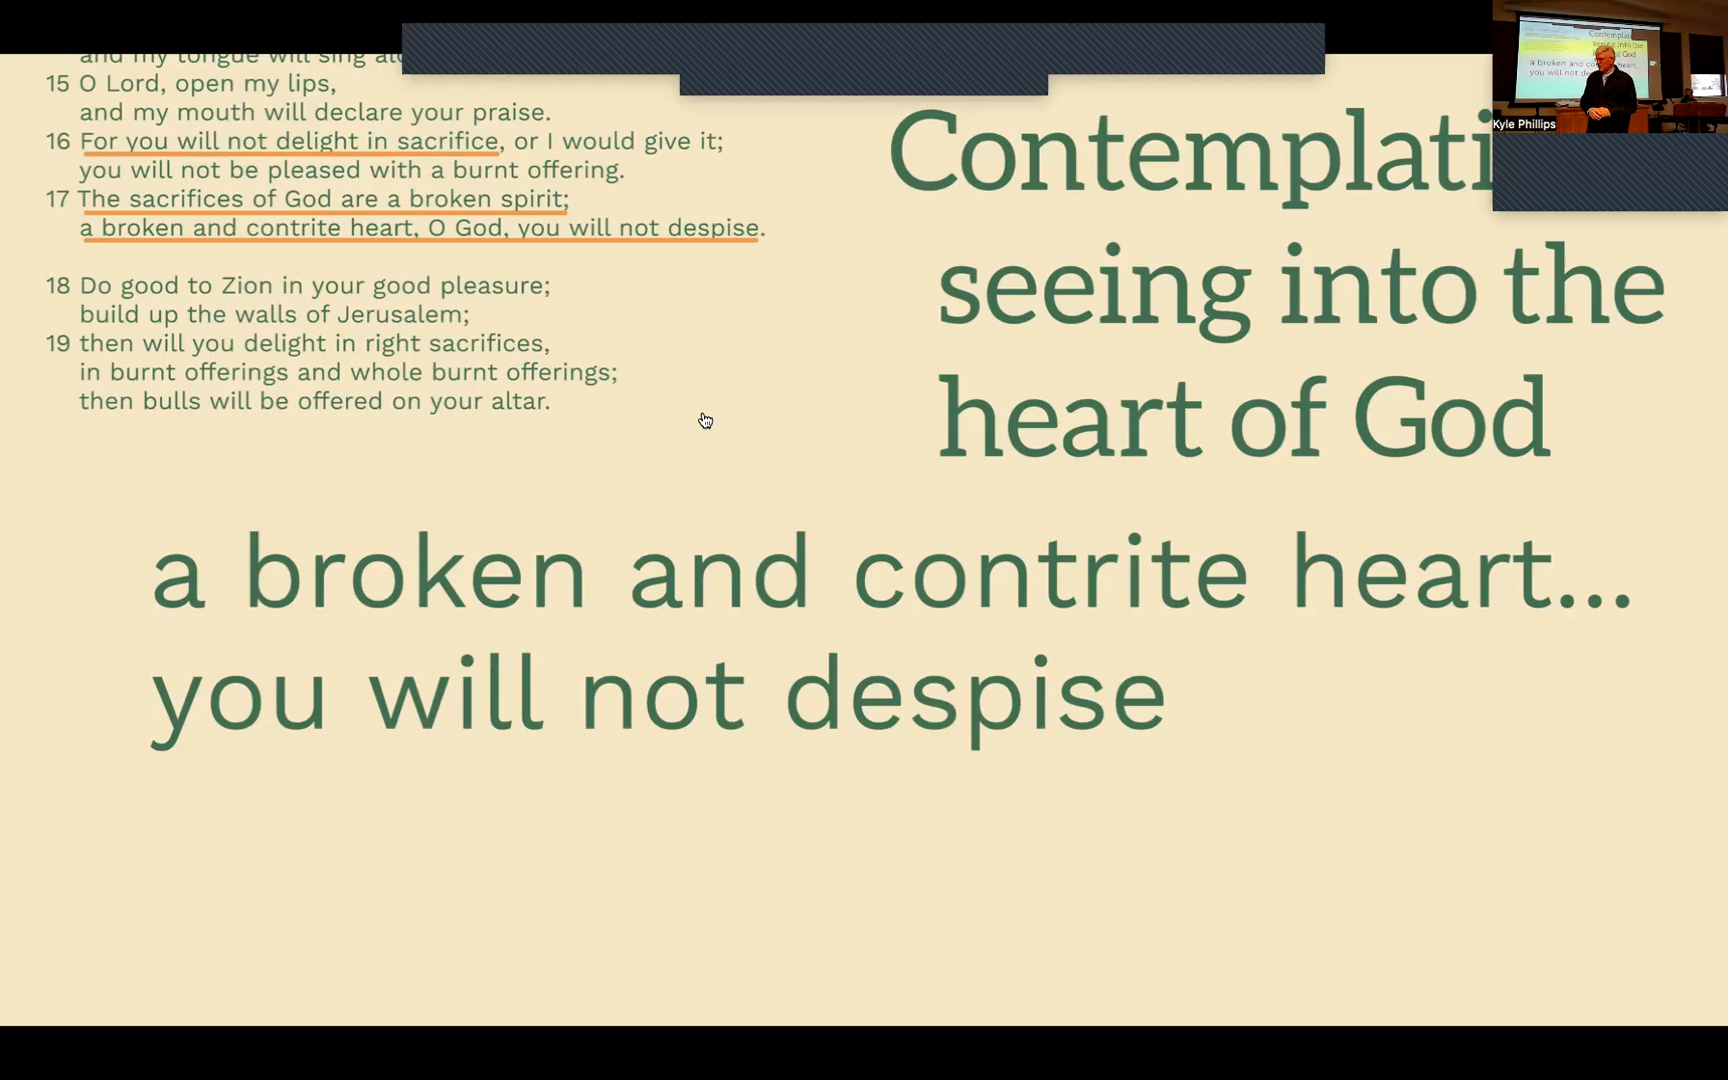 and my tongue will sing
15 O Lord, open my lips,
and my mouth will declare your praise.
16 For you will not delight in sacrifice, or I would give it;
you will not be pleased with a burnt offering.
17 The sacrifices of God are a broken spirit;
a broken and contrite heart, O God, you will not despise.
18 Do good to Zion in your good pleasure;
build up the walls of Jerusalem;
19 then will you delight in right sacrifices,
in burnt offerings and whole burnt offerings;
then bulls will be offered on your altar.
Contemplati
seeing into the
heart of God
a broken and contrite heart...
you will not despise
Kyle Phillips